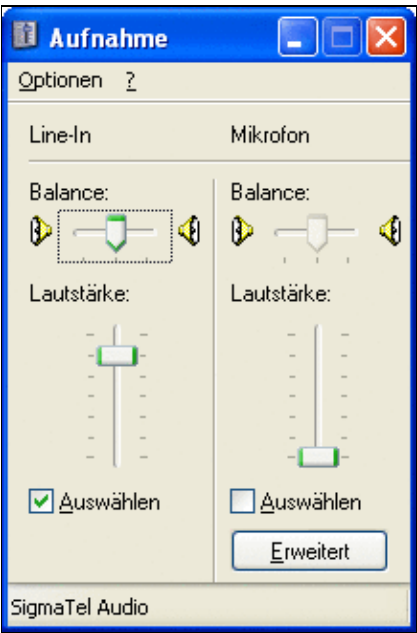 Aufnahme
Optionen ?
Line-In Mikrofon
Balance: Balance:
Lautstärke: Lautstärke:
Auswählen Auswählen
Erweitert
SigmaTel Audio